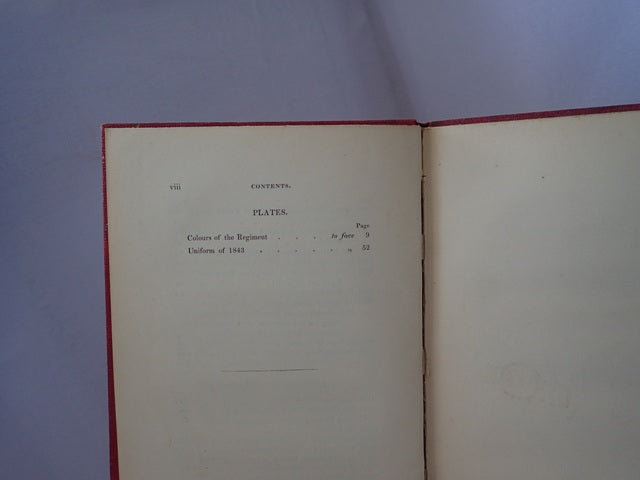 viii CONTENTS.
PLATES.
Page
Colours of the Regiment . . . to face 9
Uniform of 1843 . . . . . „ 52